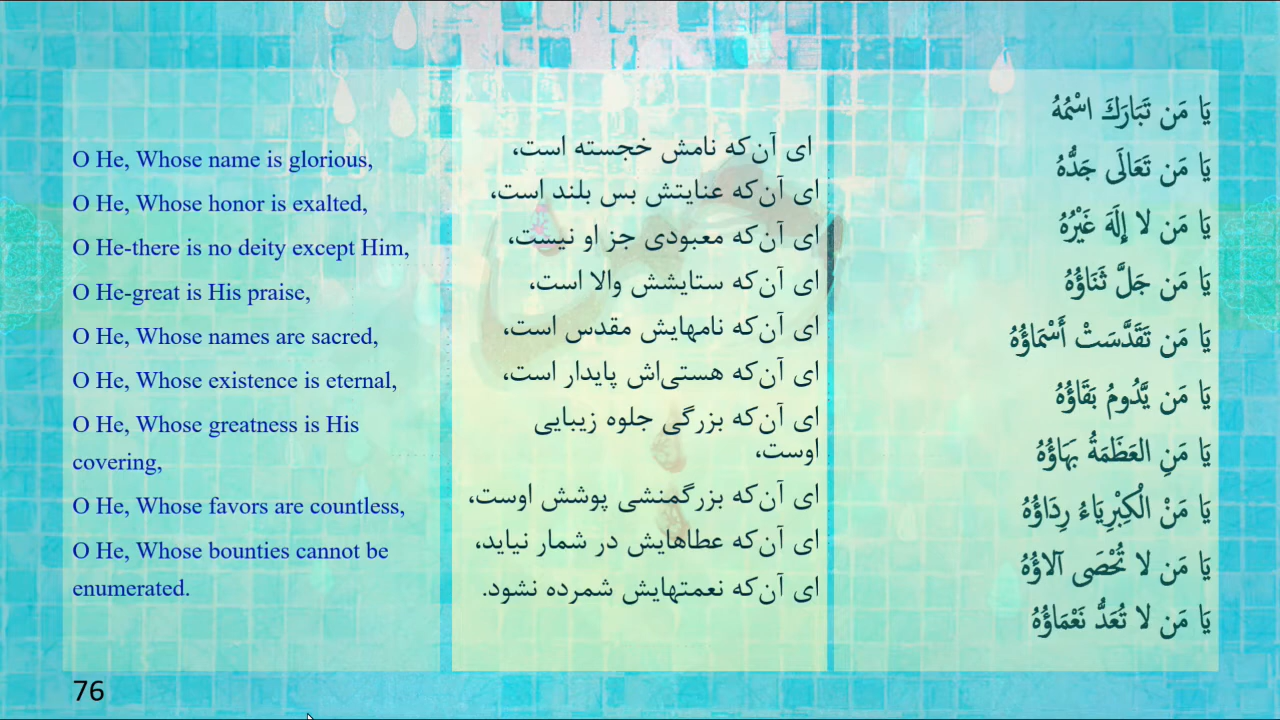 O He, Whose name is glorious,
O He, Whose honor is exalted,
O He-there is no deity except Him,
O He-great is His praise,
O He, Whose names are sacred,
O He, Whose existence is eternal,
O He, Whose greatness is His
covering,
O He, Whose favors are countless,
O He, Whose bounties cannot be
enumerated.
ای آن‌که نامش خجسته است،
ای آن‌که عنایتش بس بلند است،
ای آن‌که معبودی جز او نیست،
ای آن‌که ستایشش والا است،
ای آن‌که نامهایش مقدس است،
ای آن‌که هستی‌اش پایدار است،
ای آن‌که بزرگی جلوه زیبایی
اوست،
ای آن‌که بزرگمنشی پوشش اوست،
ای آن‌که عطاهایش در شمار نیاید،
ای آن‌که نعمتهایش شمرده نشود.
يَا مَن تَبَارَكَ اسْمُهُ
يَا مَن تَعَالَى جَدُّهُ
يَا مَن لا إِلَهَ غَيْرُهُ
يَا مَن جَلَّ ثَنَاؤُهُ
يَا مَن تَقَدَّسَتْ أَسْمَاؤُهُ
يَا مَن يَّدُومُ بَقَاؤُهُ
يَا مَنِ العَظَمَةُ بَهَاؤُهُ
يَا مَنْ الْكِبْرِيَاءُ رِدَاؤُهُ
يَا مَن لا تُحْصَى آلاؤُهُ
يَا مَن لا تُعَدُّ نَعْمَاؤُهُ
76